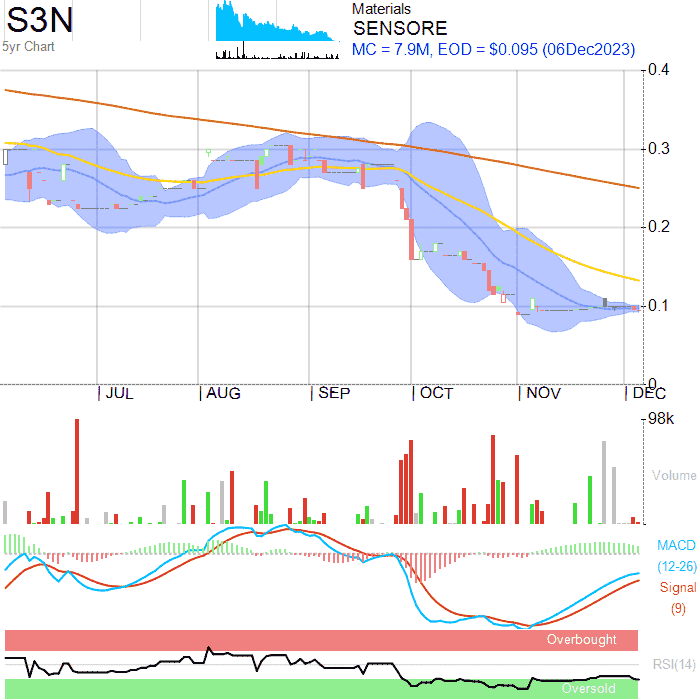 S3N
5yr Chart
Materials
SENSORE
MC = 7.9M, EOD = $0.095 (06Dec2023)
0.4
0.3
0.2
0.1
0
JUL
AUG
SEP
OCT
NOV
DEC
98k
Volume
MACD
(12-26)
Signal
(9)
Overbought
RSI(14)
Oversold